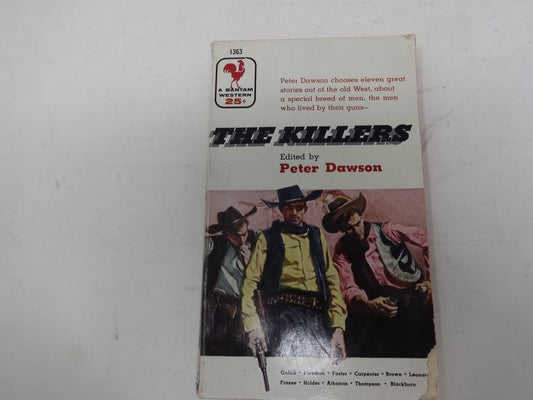 1363
A BANTAM
WESTERN
25¢
Peter Dawson chooses eleven great
stories out of the old West, about
a special breed of men, the men
who lived by their guns—
THE KILLERS
Edited by
Peter Dawson
Gulick • Foreman • Foster • Carpenter • Brown • Leonard
Frazee • Holder • Athanas • Thompson • Blackburn